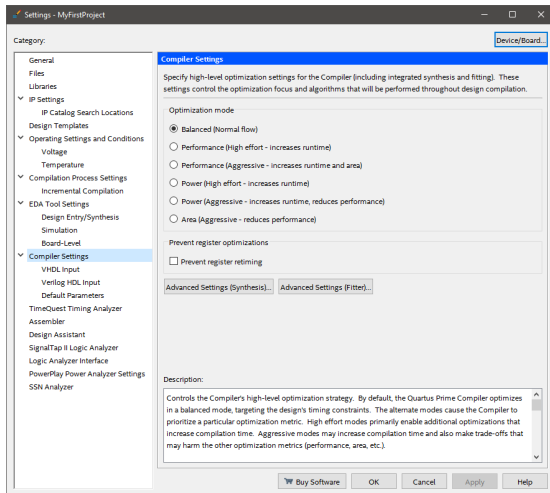 Settings - MyFirstProject
Category:
Device/Board...
General
Files
Libraries
IP Settings
IP Catalog Search Locations
Design Templates
Operating Settings and Conditions
Voltage
Temperature
Compilation Process Settings
Incremental Compilation
EDA Tool Settings
Design Entry/Synthesis
Simulation
Board-Level
Compiler Settings
VHDL Input
Verilog HDL Input
Default Parameters
TimeQuest Timing Analyzer
Assembler
Design Assistant
SignalTap II Logic Analyzer
Logic Analyzer Interface
PowerPlay Power Analyzer Settings
SSN Analyzer
Compiler Settings
Specify high-level optimization settings for the Compiler (including integrated synthesis and fitting). These
settings control the optimization focus and algorithms that will be performed throughout design compilation.
Optimization mode
Balanced (Normal flow)
Performance (High effort - increases runtime)
Performance (Aggressive - increases runtime and area)
Power (High effort - increases runtime)
Power (Aggressive - increases runtime, reduces performance)
Area (Aggressive - reduces performance)
Prevent register optimizations
Prevent register retiming
Advanced Settings (Synthesis)... Advanced Settings (Fitter)...
Description:
Controls the Compiler's high-level optimization strategy. By default, the Quartus Prime Compiler optimizes
in a balanced mode, targeting the design's timing constraints. The alternate modes cause the Compiler to
prioritize a particular optimization metric. High effort modes primarily enable additional optimizations that
increase compilation time. Aggressive modes may increase compilation time and also make trade-offs that
may harm the other optimization metrics (performance, area, etc.).
Buy Software OK Cancel Apply Help